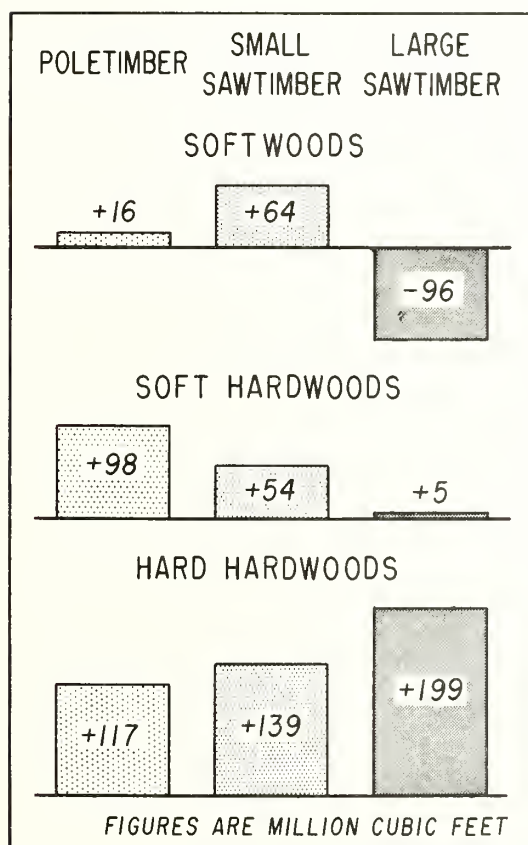 POLETIMBER
SMALL
SAWTIMBER
LARGE
SAWTIMBER
SOFTWOODS
+16
+64
-96
SOFT HARDWOODS
+98
+54
+5
HARD HARDWOODS
+117
+139
+199
FIGURES ARE MILLION CUBIC FEET